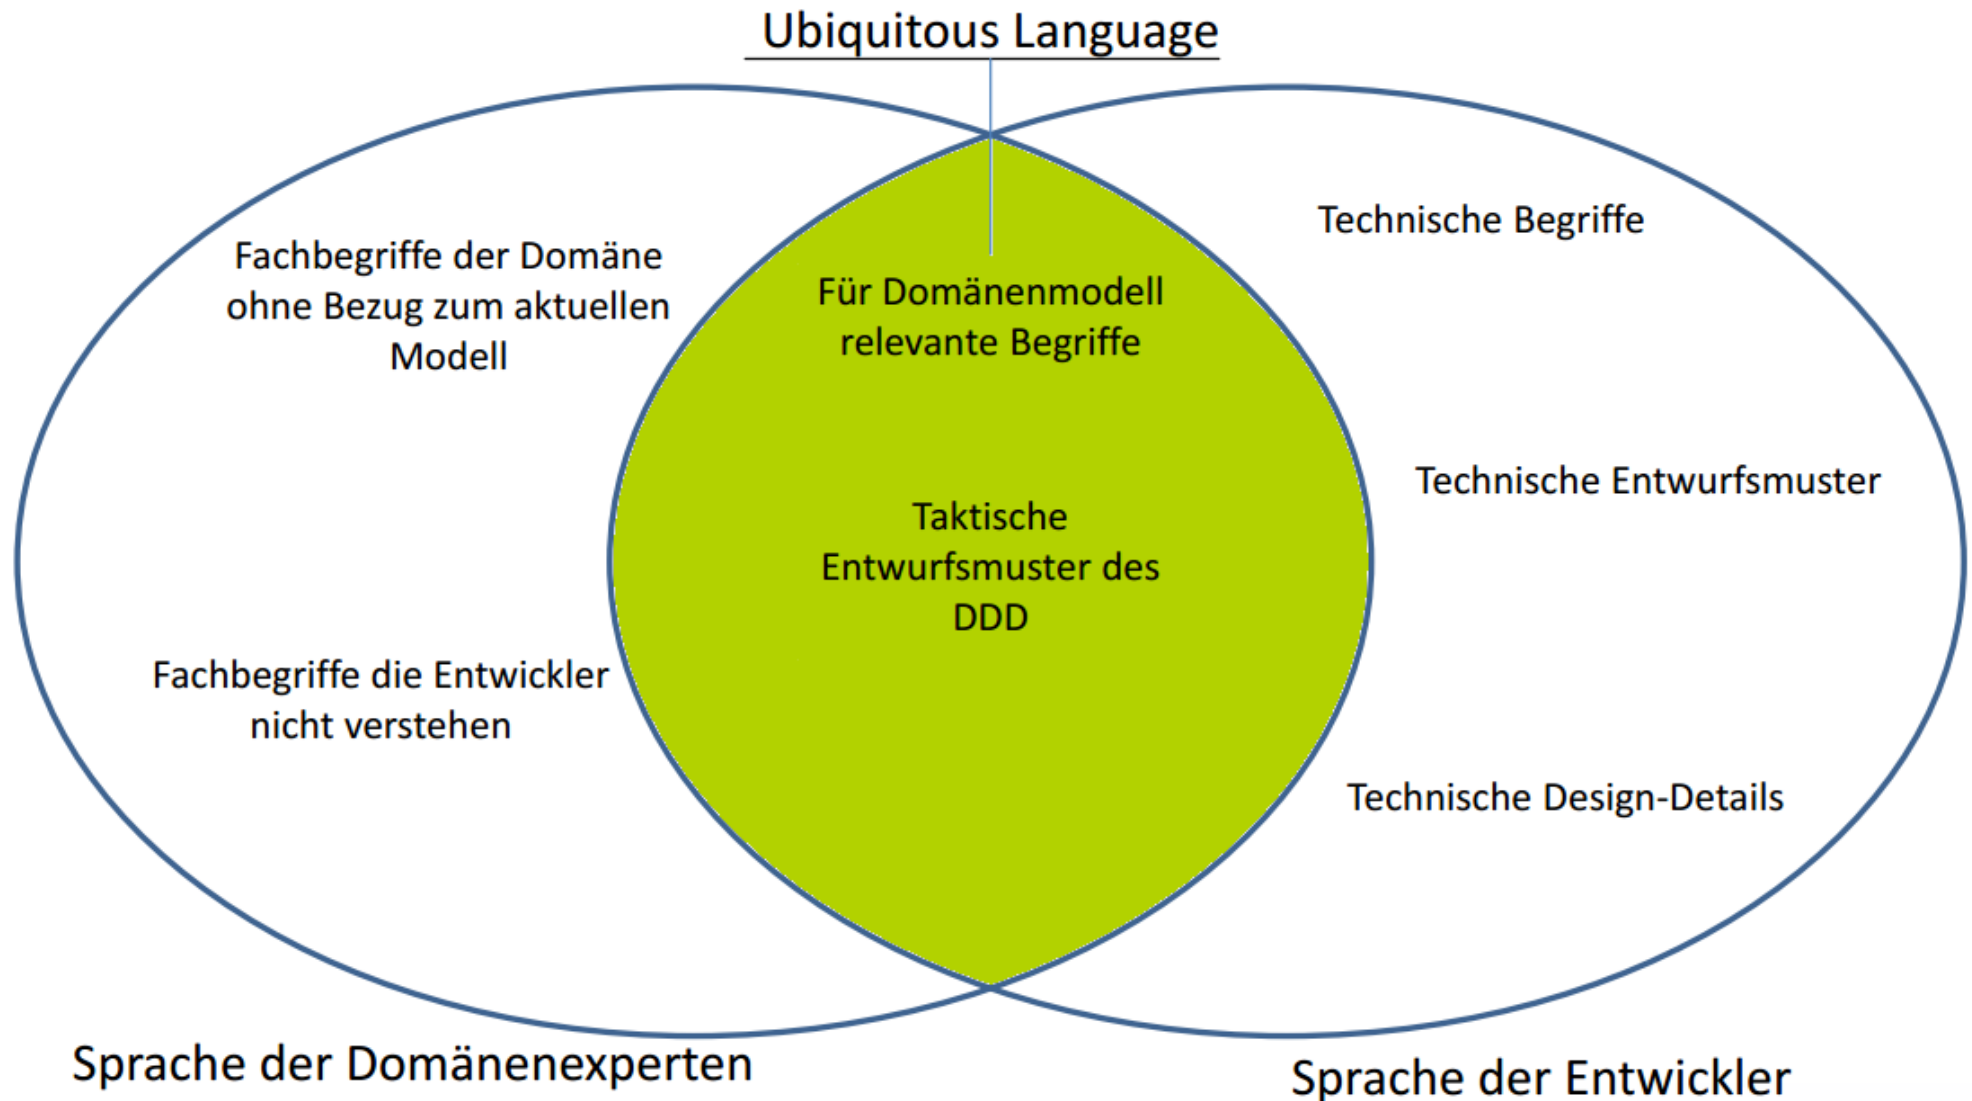 Ubiquitous Language
Fachbegriffe der Domäne
ohne Bezug zum aktuellen
Modell
Fachbegriffe die Entwickler
nicht verstehen
Für Domänenmodell
relevante Begriffe
Taktische
Entwurfsmuster des
DDD
Technische Begriffe
Technische Entwurfsmuster
Technische Design-Details
Sprache der Domänenexperten
Sprache der Entwickler